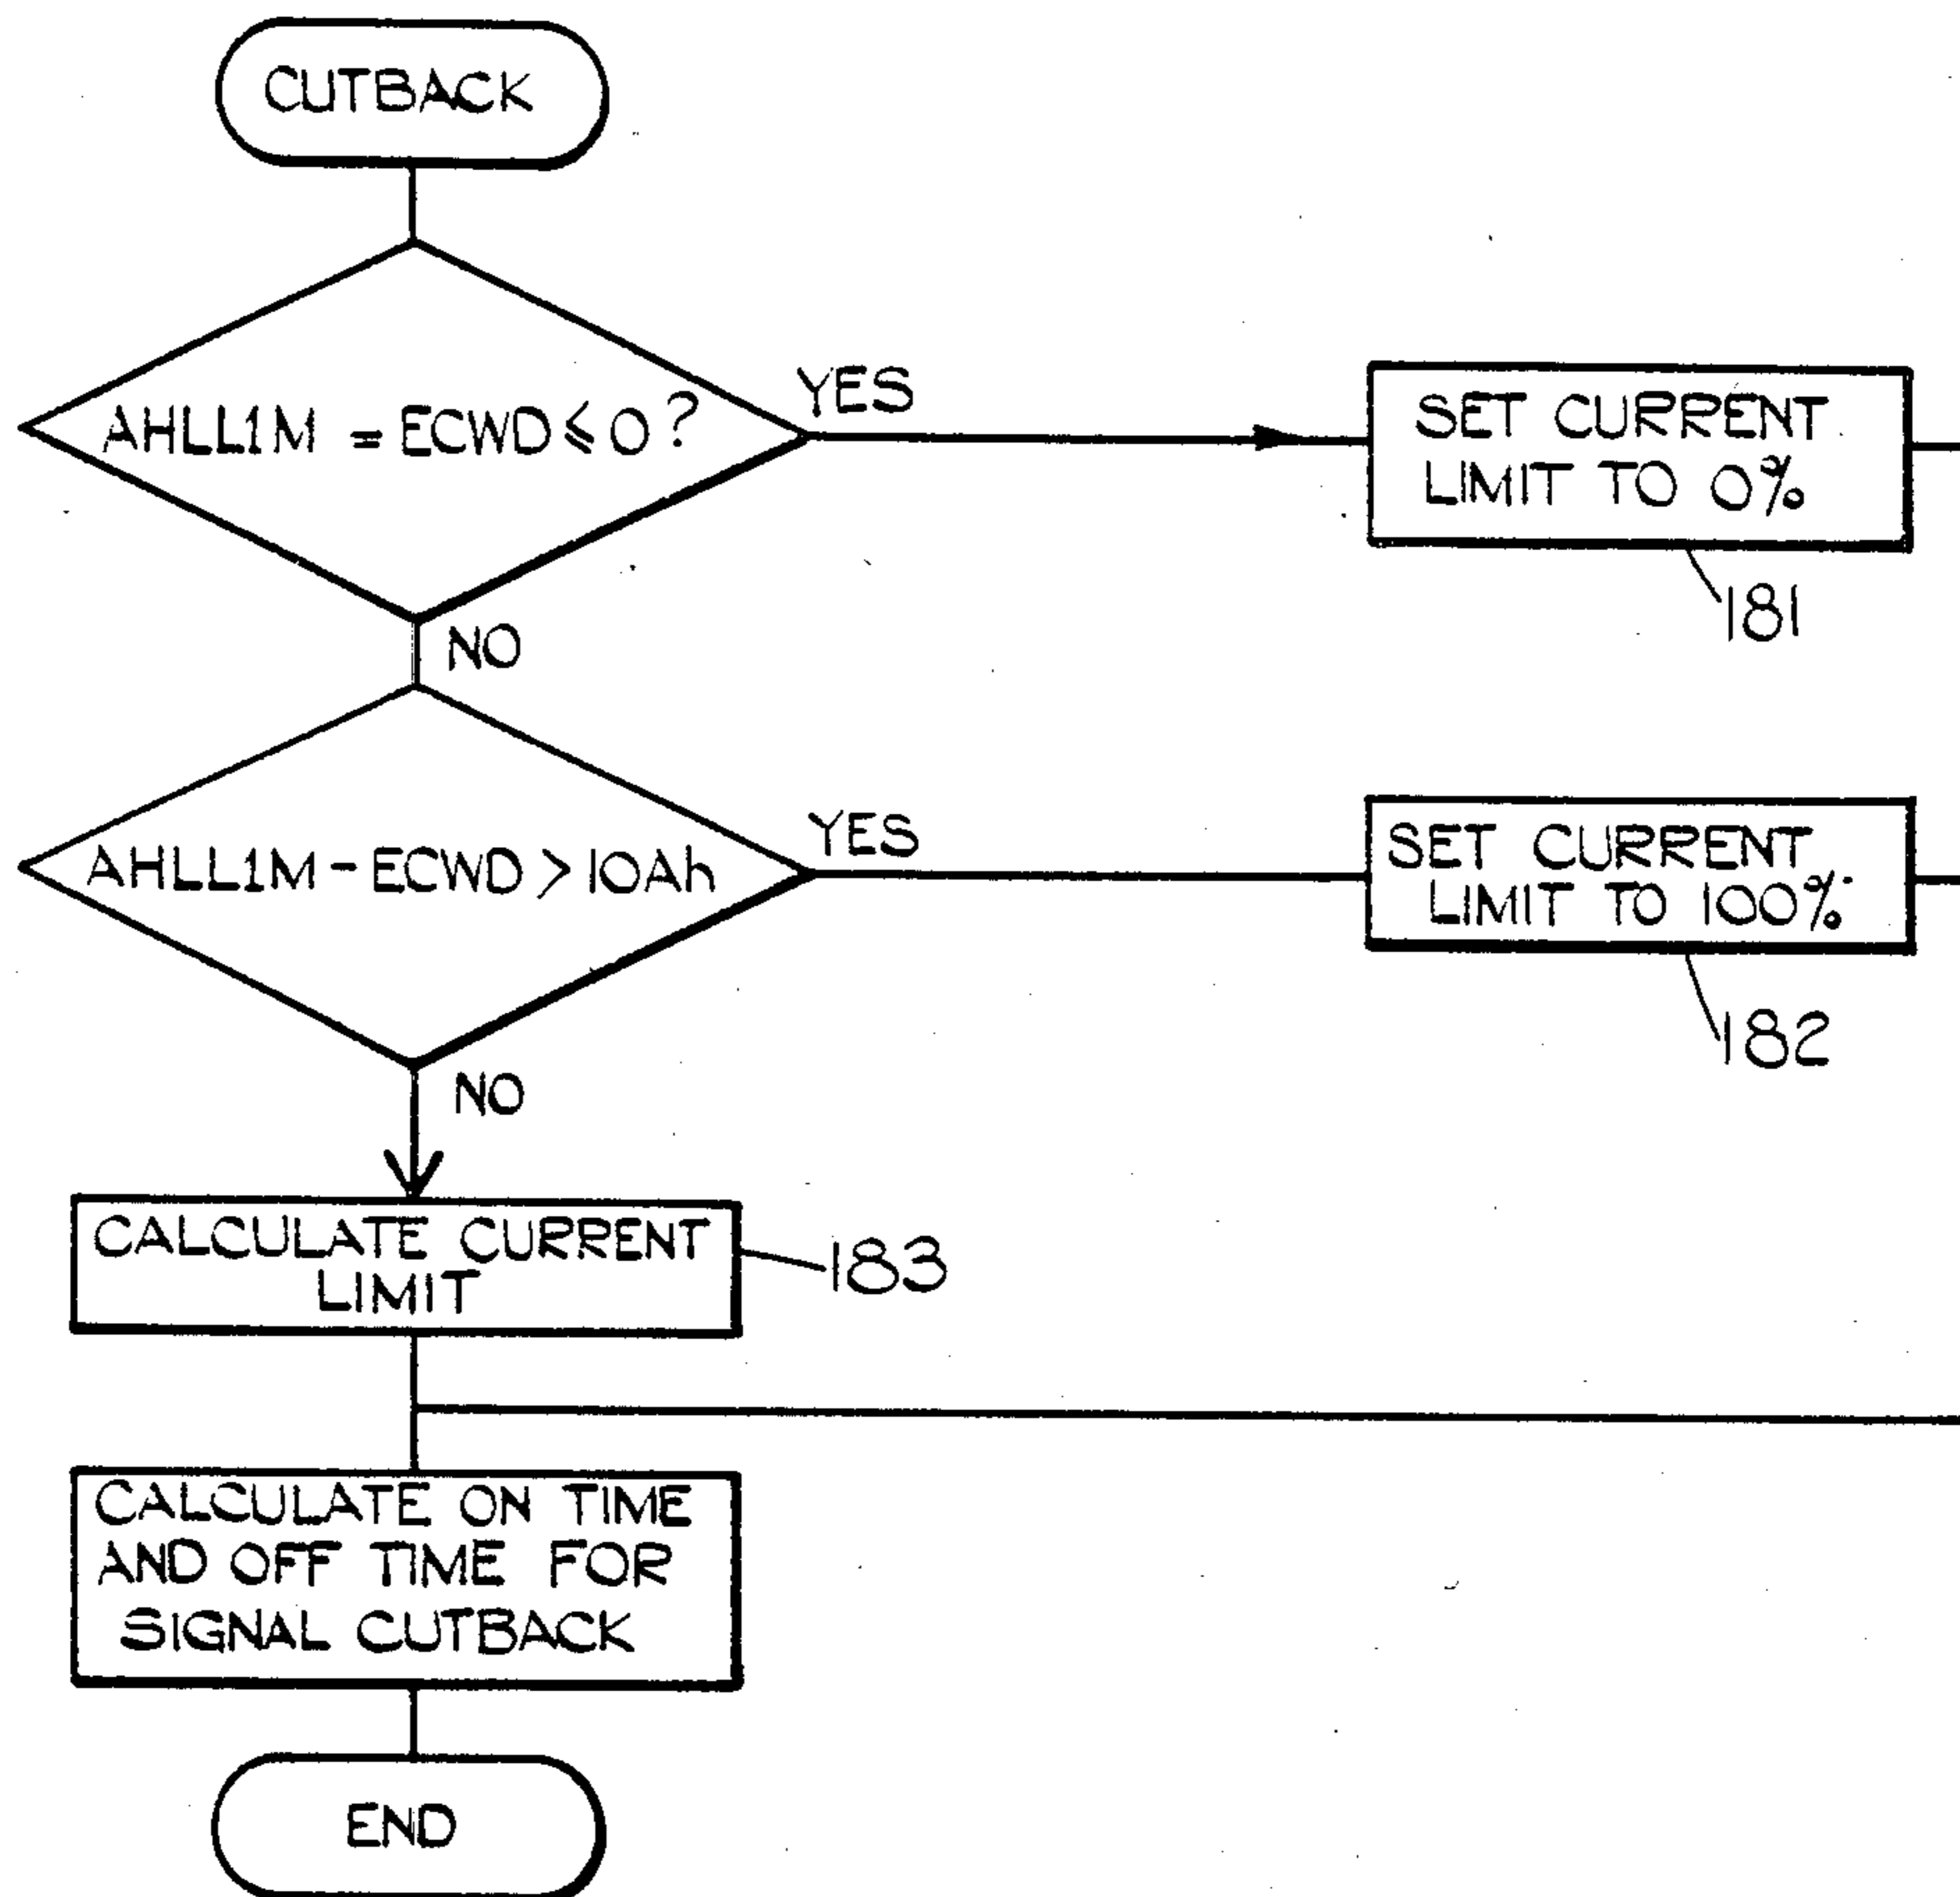 CUTBACK
AHLL1M = ECWD ≤ 0 ?
YES
SET CURRENT
LIMIT TO 0%
181
NO
AHLL1M - ECWD > 10Ah
YES
SET CURRENT
LIMIT TO 100%
182
NO
CALCULATE CURRENT
LIMIT
183
CALCULATE ON TIME
AND OFF TIME FOR
SIGNAL CUTBACK
END